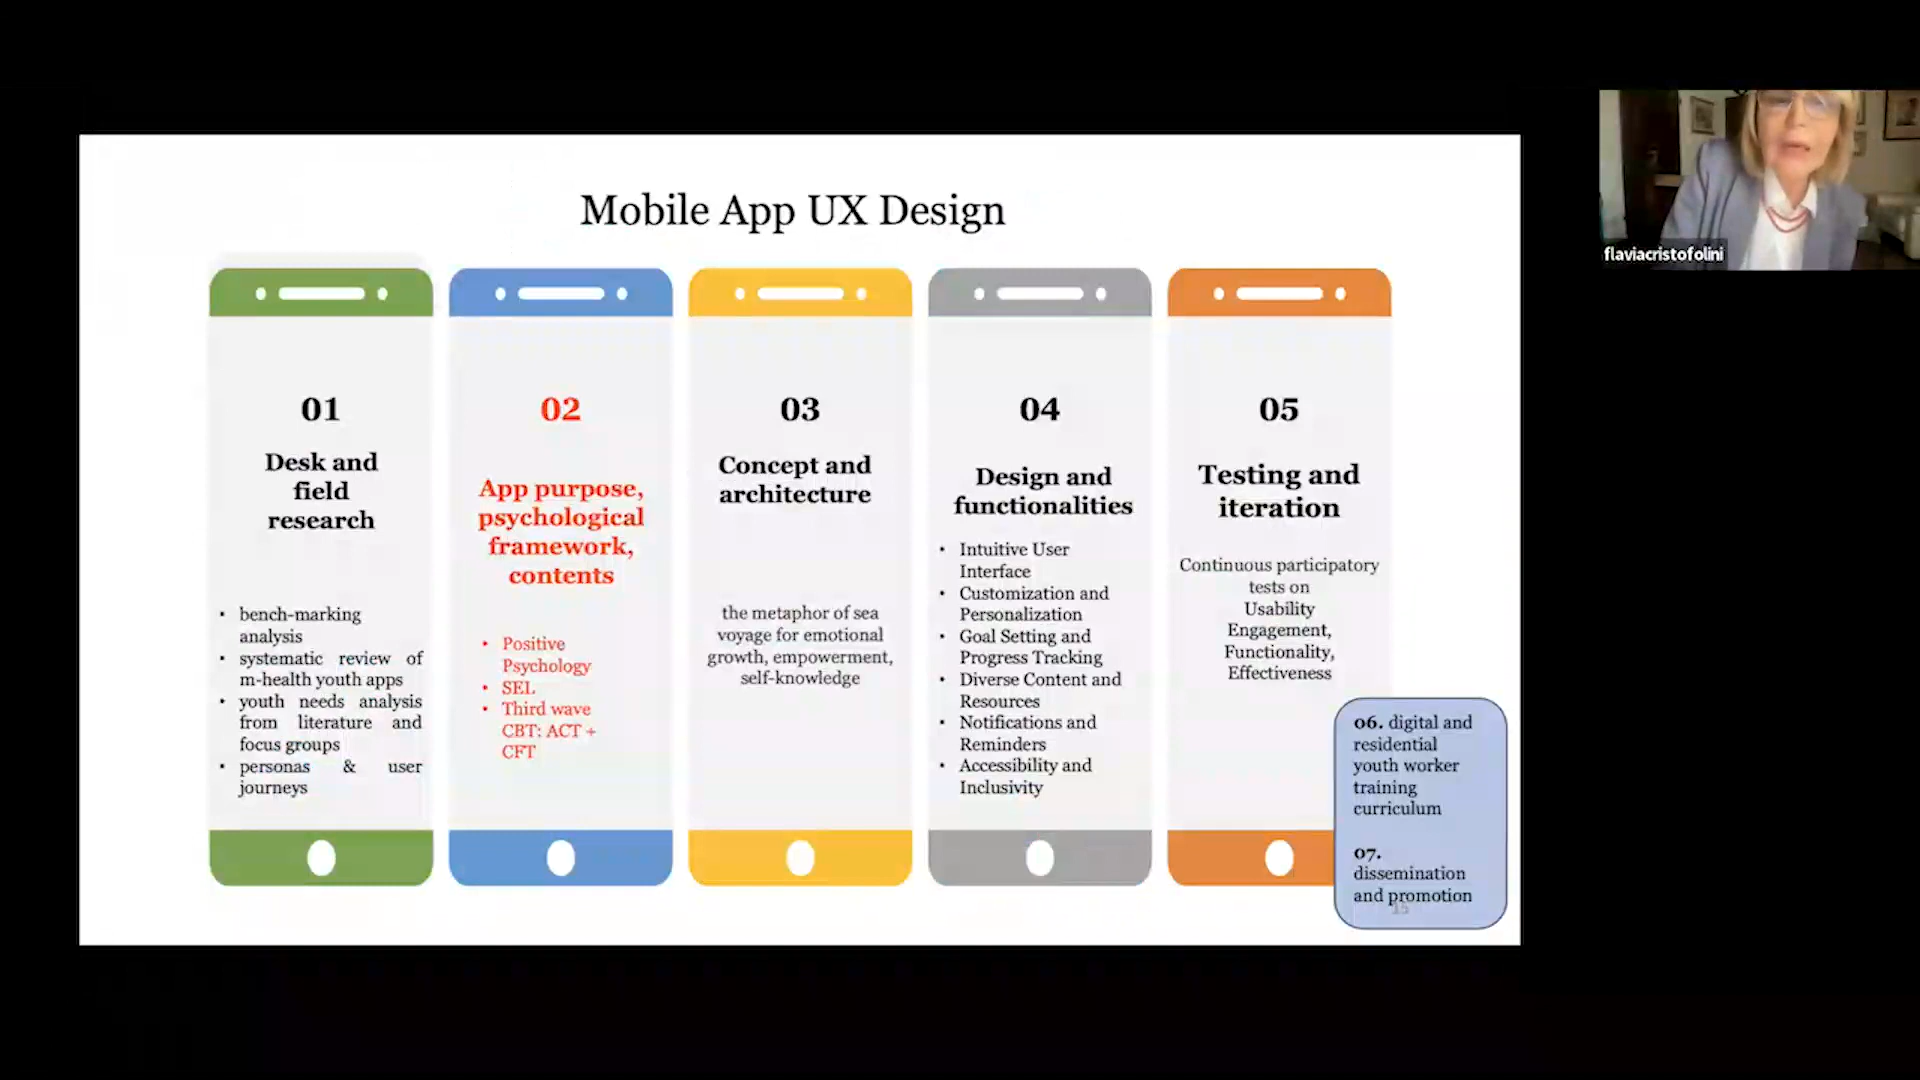 Mobile App UX Design
01
Desk and
field
research
• bench-marking
analysis
• systematic review of
m-health youth apps
• youth needs analysis
from literature and
focus groups
• personas & user
journeys
02
App purpose,
psychological
framework,
contents
• Positive
Psychology
• SEL
• Third wave
CBT: ACT +
CFT
03
Concept and
architecture
the metaphor of sea
voyage for emotional
growth, empowerment,
self-knowledge
04
Design and
functionalities
• Intuitive User
Interface
• Customization and
Personalization
• Goal Setting and
Progress Tracking
• Diverse Content and
Resources
• Notifications and
Reminders
• Accessibility and
Inclusivity
05
Testing and
iteration
Continuous participatory
tests on
Usability
Engagement,
Functionality,
Effectiveness
06. digital and
residential
youth worker
training
curriculum
07.
dissemination
and promotion
15
flaviacristofolini